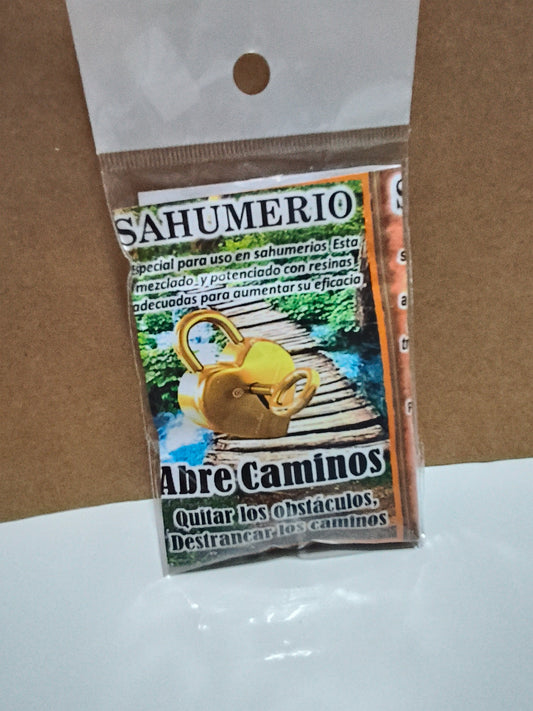 SAHUMERIO
Especial para uso en sahumerios. Esta
mezclado y potenciado con resinas
adecuadas para aumentar su eficacia
Abre Caminos
Quitar los obstáculos,
Destrancar los caminos